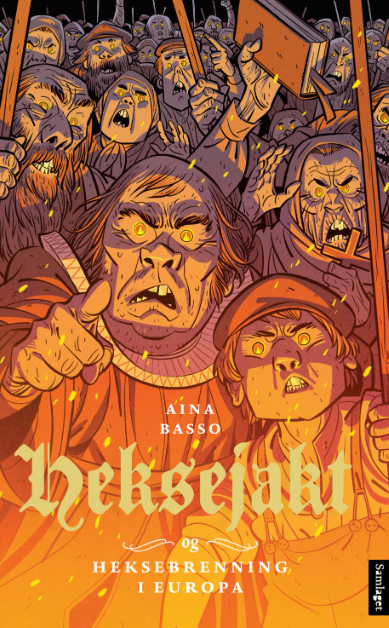 AINA
BASSO
Heksejakt
og
HEKSEBRENNING
I EUROPA
Samlaget